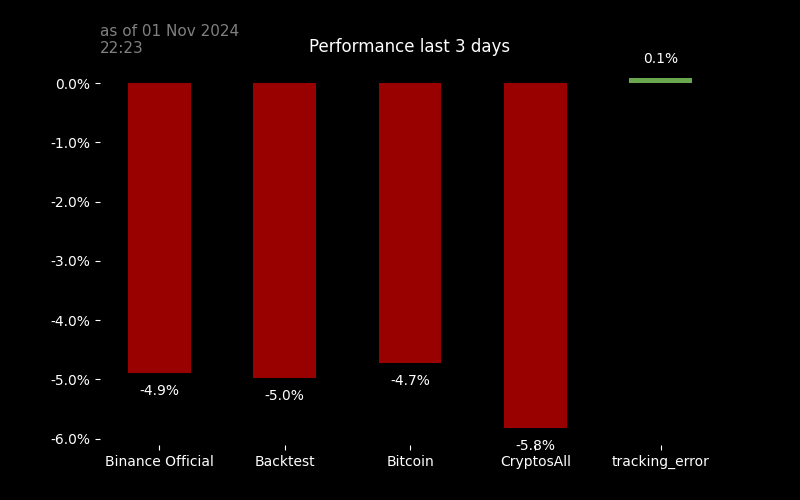 as of 01 Nov 2024
22:23
Performance last 3 days
0.1%
0.0%
-1.0%
-2.0%
-3.0%
-4.0%
-5.0%
-6.0%
-4.9%
-5.0%
-4.7%
-5.8%
Binance Official
Backtest
Bitcoin
CryptosAll
tracking_error